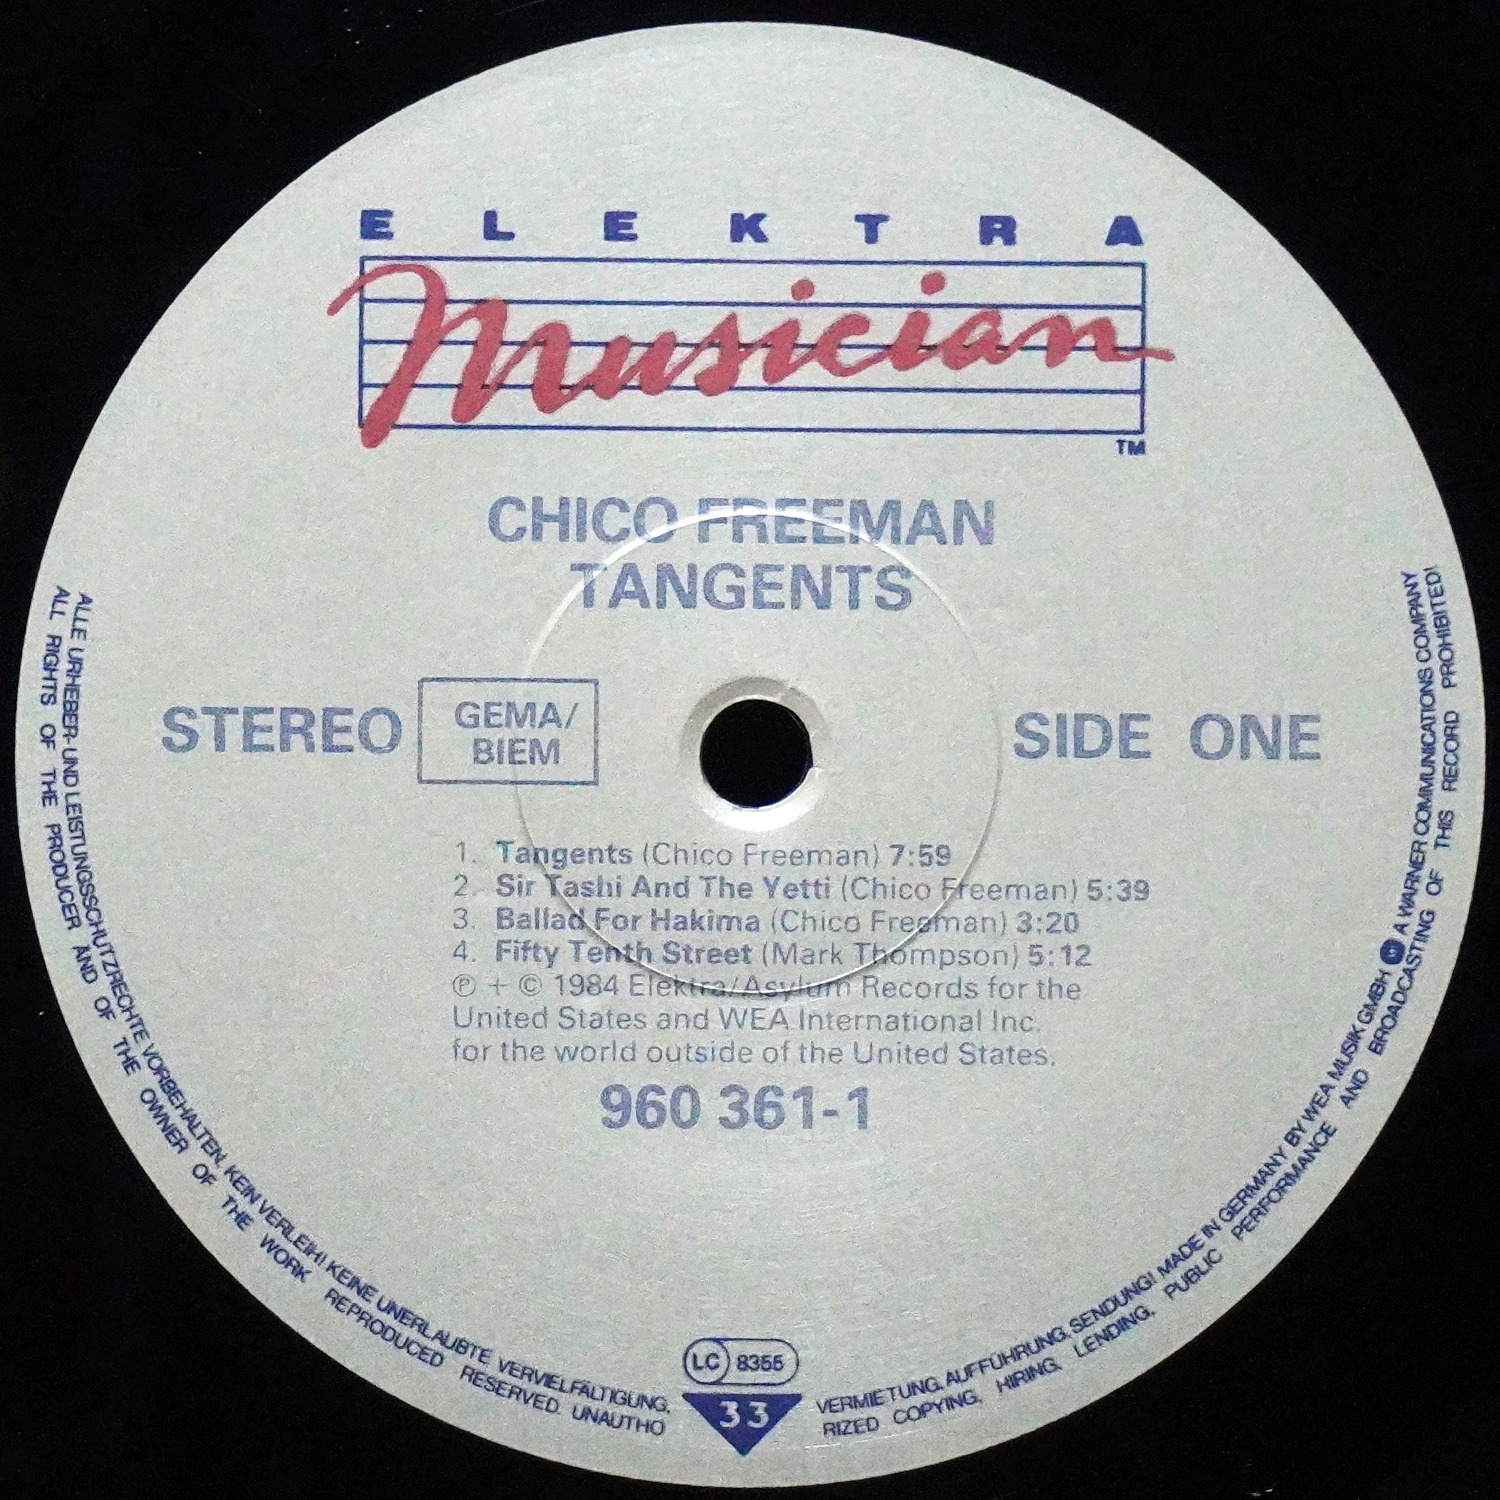 ELEKTRA
Musician
TM
CHICO FREEMAN
TANGENTS
STEREO
GEMA/
BIEM
SIDE ONE
1. Tangents (Chico Freeman) 7:59
2. Sir Tashi And The Yetti (Chico Freeman) 5:39
3. Ballad For Hakima (Chico Freeman) 3:20
4. Fifty Tenth Street (Mark Thompson) 5:12
℗ + © 1984 Elektra/Asylum Records for the
United States and WEA International Inc.
for the world outside of the United States.
960 361-1
ALLE URHEBER- UND LEISTUNGSSCHUTZRECHTE VORBEHALTEN. KEIN VERLEIH! KEINE UNERLAUBTE VERVIELFÄLTIGUNG, VERMIETUNG, AUFFÜHRUNG, SENDUNG! MADE IN GERMANY BY WEA MUSIK GMBH A WARNER COMMUNICATIONS COMPANY
ALL RIGHTS OF THE PRODUCER AND OF THE OWNER OF THE WORK REPRODUCED RESERVED. UNAUTHORIZED COPYING, HIRING, LENDING, PUBLIC PERFORMANCE AND BROADCASTING OF THIS RECORD PROHIBITED!
LC 8355
33